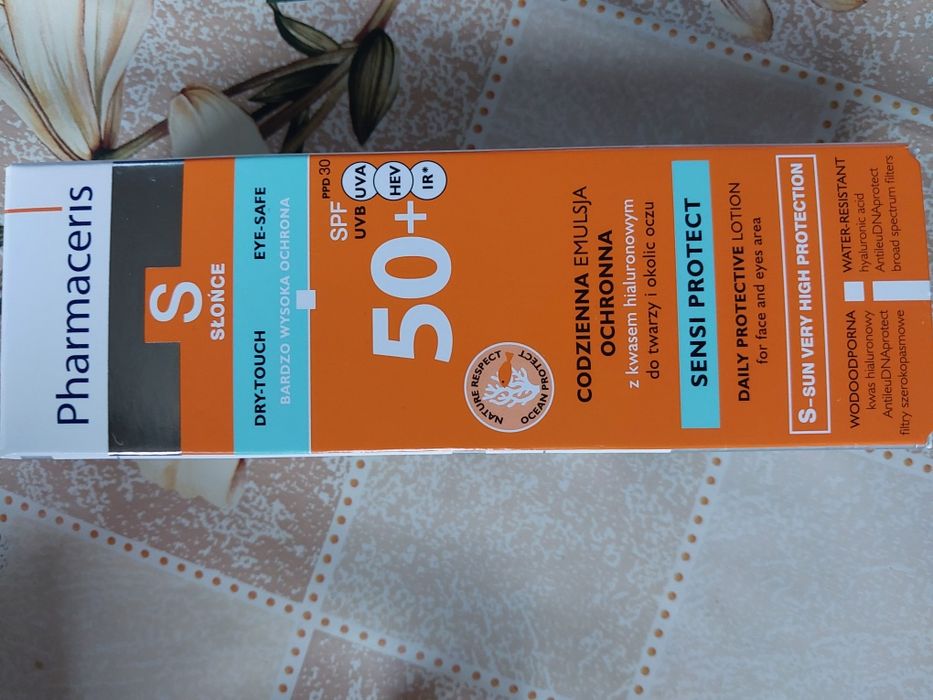 Pharmaceris
S
SŁOŃCE
DRY-TOUCH EYE-SAFE
BARDZO WYSOKA OCHRONA
SPF PPD 30
UVB UVA HEV IR*
50+
NATURE RESPECT
OCEAN PROTECT
CODZIENNA EMULSJA
OCHRONNA
z kwasem hialuronowym
do twarzy i okolic oczu
SENSI PROTECT
DAILY PROTECTIVE LOTION
for face and eyes area
S-SUN VERY HIGH PROTECTION
WODOODPORNA
kwas hialuronowy
AntileuDNAprotect
filtry szerokopasmowe
WATER-RESISTANT
hyaluronic acid
AntileuDNAprotect
broad spectrum filters